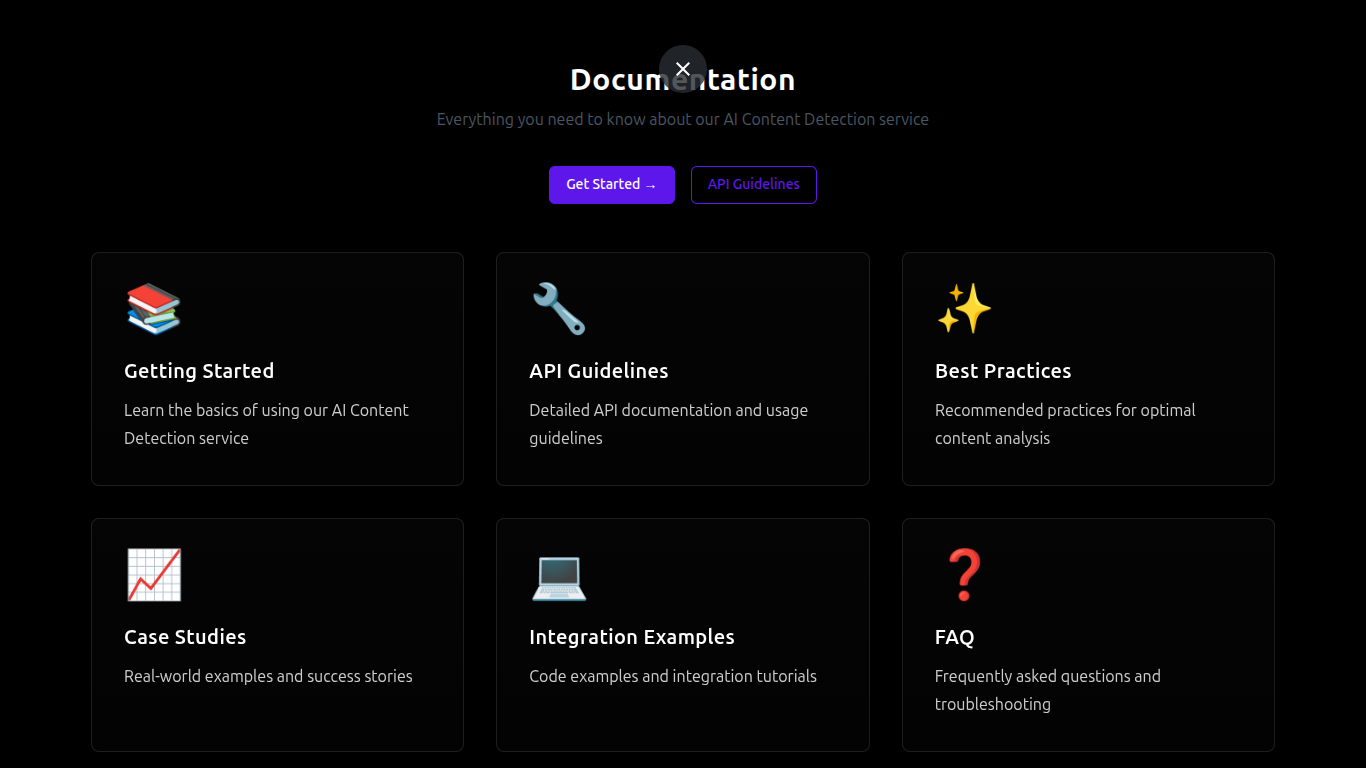 Documentation
Everything you need to know about our AI Content Detection service
Get Started →
API Guidelines
Getting Started
Learn the basics of using our AI Content
Detection service
API Guidelines
Detailed API documentation and usage
guidelines
Best Practices
Recommended practices for optimal
content analysis
Case Studies
Real-world examples and success stories
Integration Examples
Code examples and integration tutorials
FAQ
Frequently asked questions and
troubleshooting